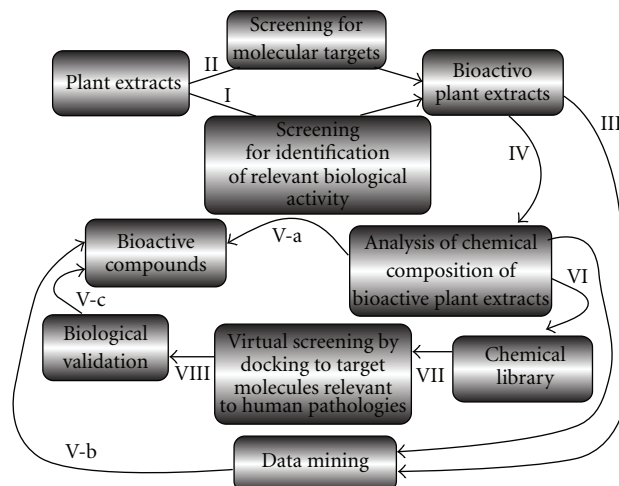 Screening for
molecular targets
Plant extracts
II
I
Bioactivo
plant extracts
III
Screening
for identification
of relevant biological
activity
IV
V-a
Bioactive
compounds
Analysis of chemical
composition of
bioactive plant extracts
VI
V-c
Biological
validation
VIII
Virtual screening by
docking to target
molecules relevant
to human pathologies
VII
Chemical
library
V-b
Data mining